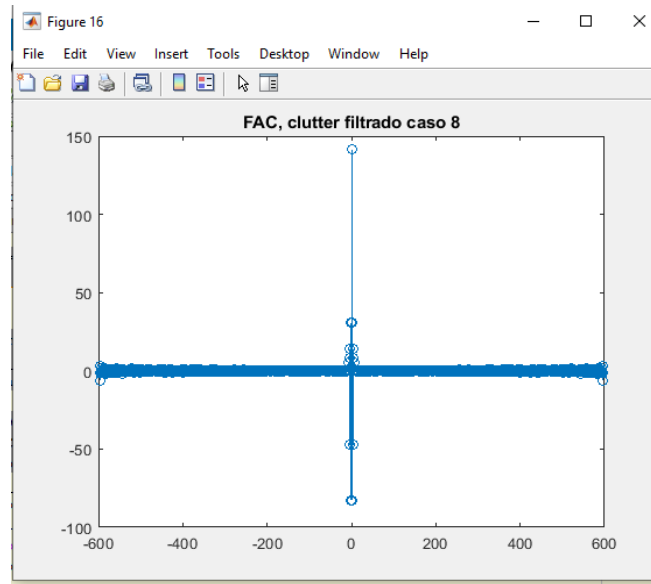 Figure 16
File Edit View Insert Tools Desktop Window Help
FAC, clutter filtrado caso 8
150
100
50
0
-50
-100
-600 -400 -200 0 200 400 600